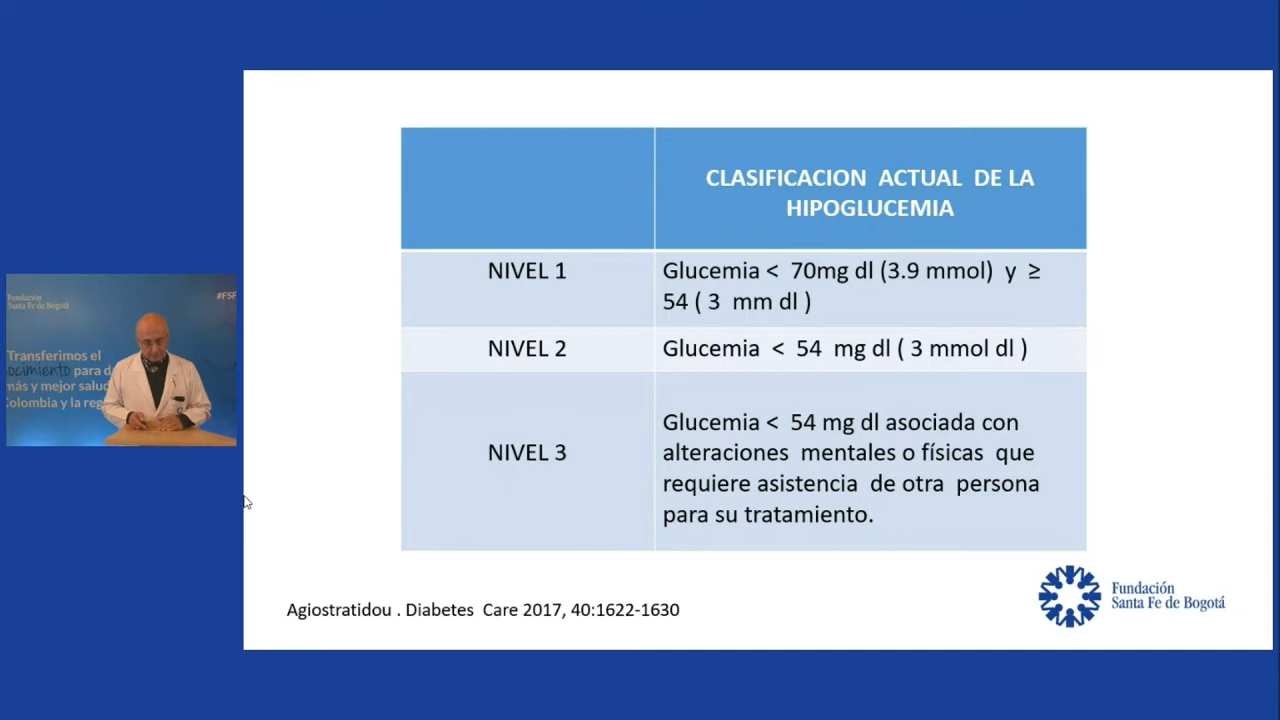 Fundación
Santa Fe de Bogotá
#FSF
Transferimos el
para d
más y mejor salud
Colombia y la reg
CLASIFICACION ACTUAL DE LA
HIPOGLUCEMIA
NIVEL 1
Glucemia < 70mg dl (3.9 mmol) y ≥
54 ( 3 mm dl )
NIVEL 2
Glucemia < 54 mg dl ( 3 mmol dl )
NIVEL 3
Glucemia < 54 mg dl asociada con
alteraciones mentales o físicas que
requiere asistencia de otra persona
para su tratamiento.
Agiostratidou . Diabetes Care 2017, 40:1622-1630
Fundación
Santa Fe de Bogotá